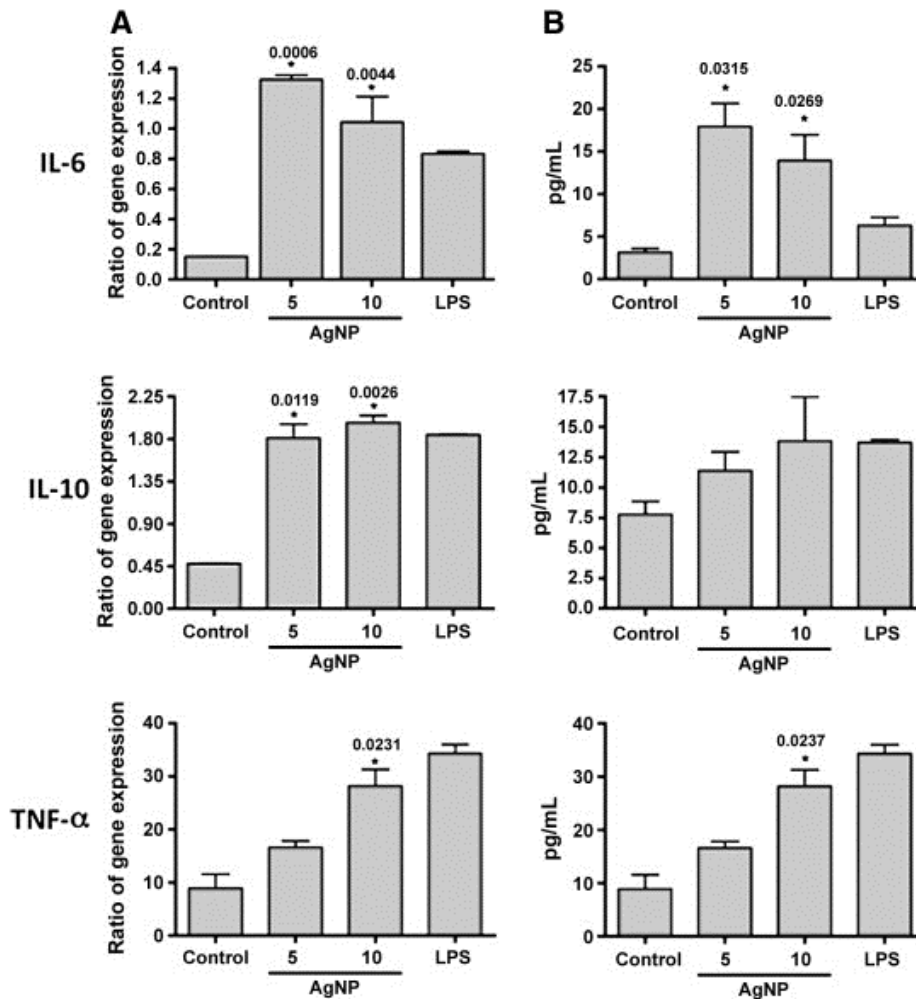 A
B
IL-6
Ratio of gene expression
1.4
1.2
1.0
0.8
0.6
0.4
0.2
0.0
0.0006
*
0.0044
*
Control
5
10
LPS
AgNP
pg/mL
25
20
15
10
5
0
0.0315
*
0.0269
*
Control
5
10
LPS
AgNP
IL-10
Ratio of gene expression
2.25
1.80
1.35
0.90
0.45
0.00
0.0119
*
0.0026
*
Control
5
10
LPS
AgNP
pg/mL
17.5
15.0
12.5
10.0
7.5
5.0
2.5
0.0
Control
5
10
LPS
AgNP
TNF-α
Ratio of gene expression
40
30
20
10
0
0.0231
*
Control
5
10
LPS
AgNP
pg/mL
40
30
20
10
0
0.0237
*
Control
5
10
LPS
AgNP